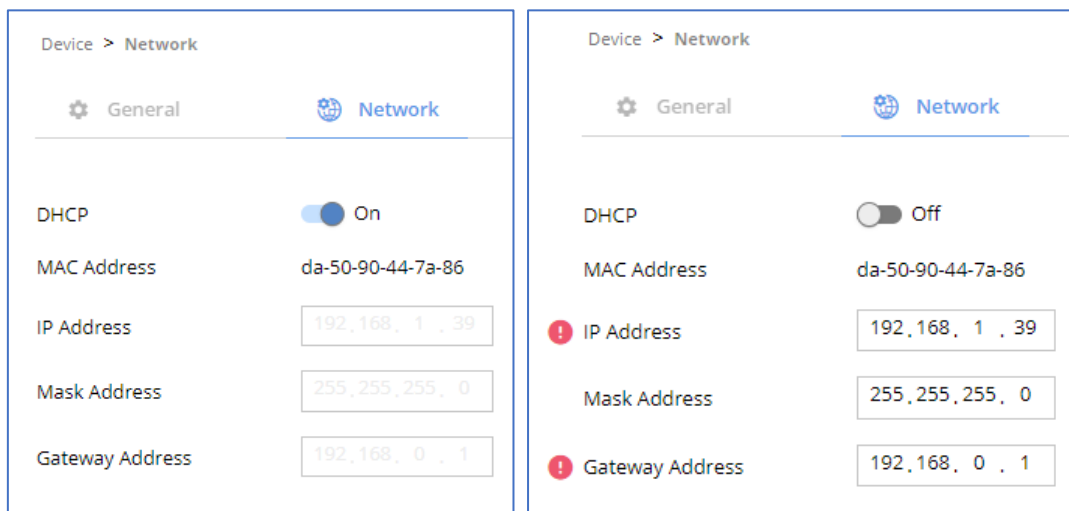 Device > Network
General
Network
DHCP
On
MAC Address
da-50-90-44-7a-86
IP Address
192.168. 1 . 39
Mask Address
255.255.255. 0
Gateway Address
192.168. 0 . 1
Device > Network
General
Network
DHCP
Off
MAC Address
da-50-90-44-7a-86
IP Address
192.168. 1 . 39
Mask Address
255.255.255. 0
Gateway Address
192.168. 0 . 1